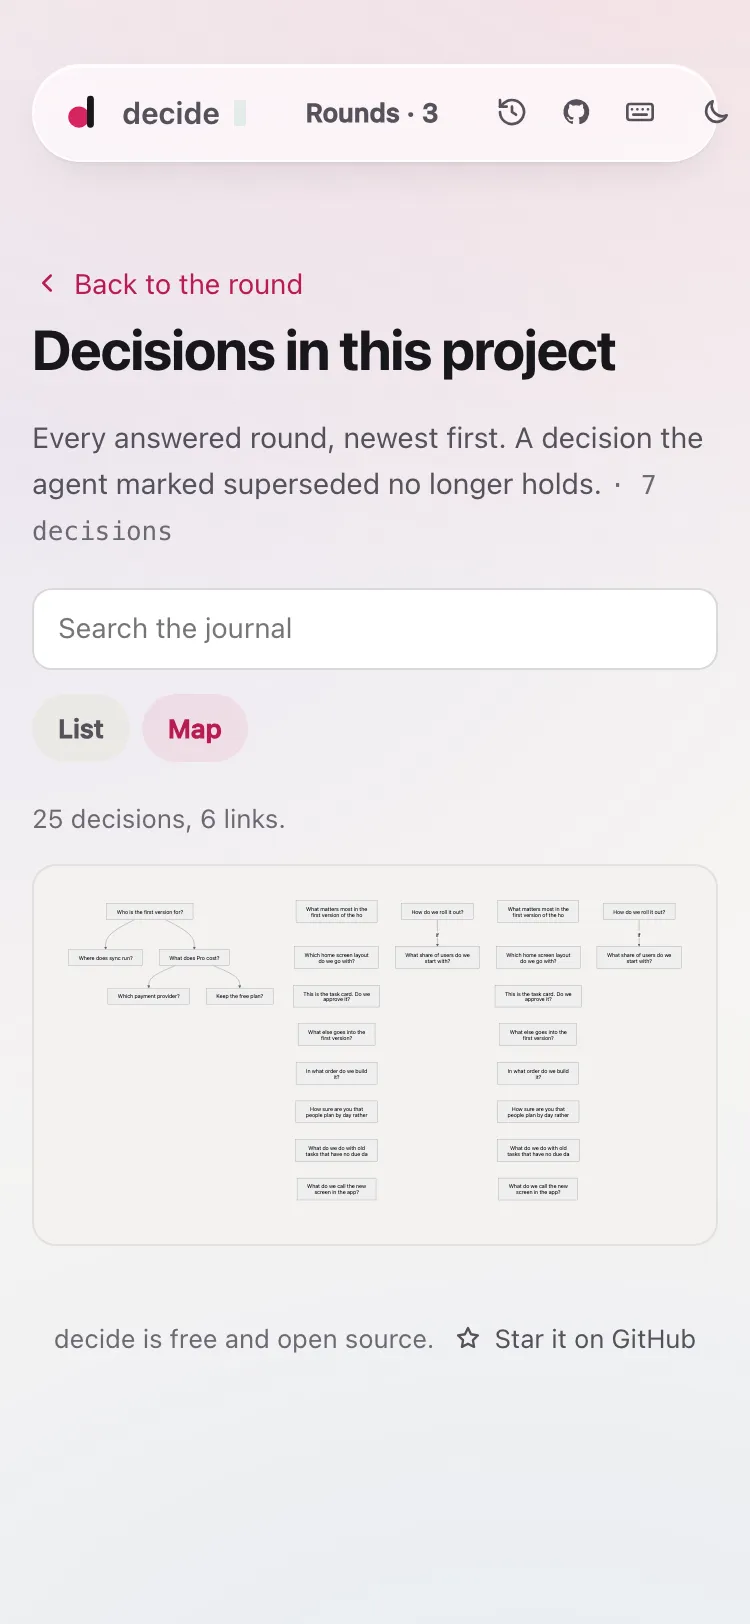 decide
Rounds · 3
Back to the round
Decisions in this project
Every answered round, newest first. A decision the
agent marked superseded no longer holds. · 7
decisions
Search the journal
List
Map
25 decisions, 6 links.
Who is the first version for?
Where does sync run?
What does Pro cost?
Which payment provider?
Keep the free plan?
What matters most in the
first version of the ho
Which home screen layout
do we go with?
This is the task card. Do we
approve it?
What else goes into the
first version?
In what order do we build
it?
How sure are you that
people plan by day rather
What do we do with old
tasks that have no due da
What do we call the new
screen in the app?
How do we roll it out?
if
What share of users do we
start with?
What matters most in the
first version of the ho
Which home screen layout
do we go with?
This is the task card. Do we
approve it?
What else goes into the
first version?
In what order do we build
it?
How sure are you that
people plan by day rather
What do we do with old
tasks that have no due da
What do we call the new
screen in the app?
How do we roll it out?
if
What share of users do we
start with?
decide is free and open source.
Star it on GitHub